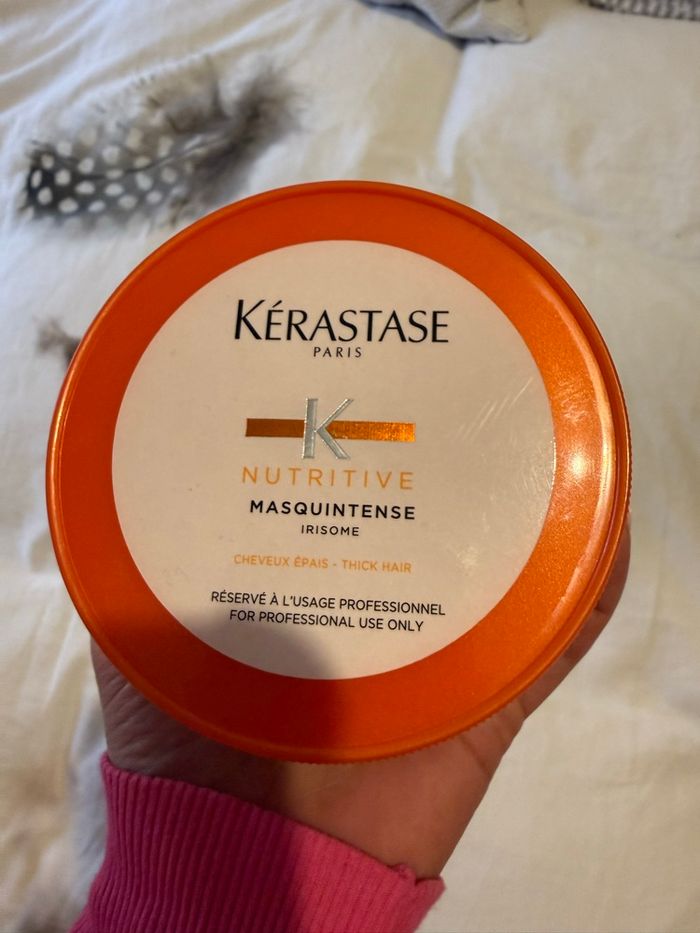 KÉRASTASE
PARIS
K
NUTRITIVE
MASQUINTENSE
IRISOME
CHEVEUX ÉPAIS - THICK HAIR
RÉSERVÉ À L'USAGE PROFESSIONNEL
FOR PROFESSIONAL USE ONLY